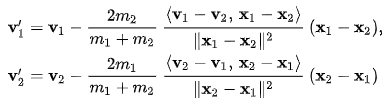 v′₁ = v₁ − 2m₂/(m₁ + m₂) ⟨v₁ − v₂, x₁ − x₂⟩/‖x₁ − x₂‖² (x₁ − x₂),
v′₂ = v₂ − 2m₁/(m₁ + m₂) ⟨v₂ − v₁, x₂ − x₁⟩/‖x₂ − x₁‖² (x₂ − x₁)